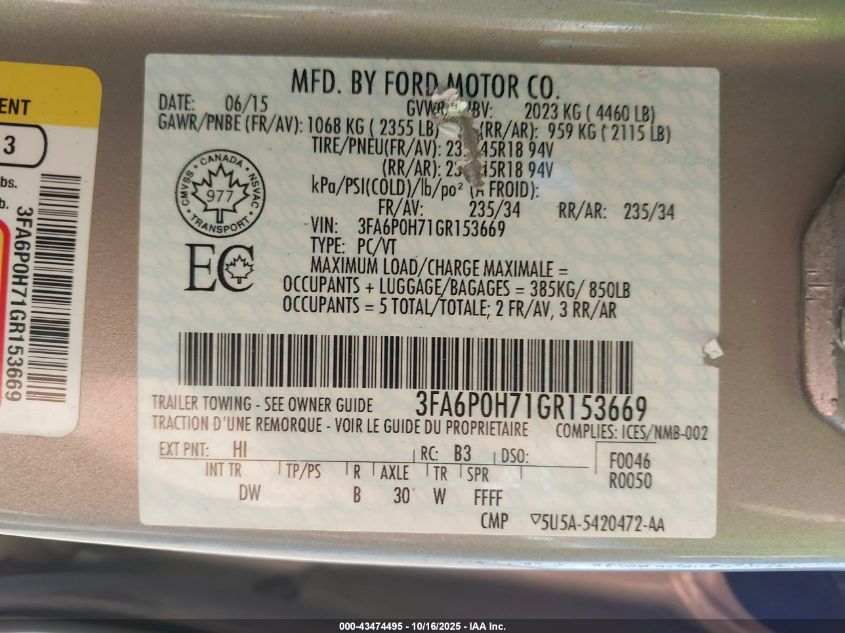 ENT
3
bs.
b.
3FA6P0H71GR153669
MFD. BY FORD MOTOR CO.
DATE: 06/15 2023 KG ( 4460 LB)
GAWR/PNBE (FR/AV): 1068 KG ( 2355 LB) (RR/AR): 959 KG ( 2115 LB)
TIRE/PNEU(FR/AV): 45R18 94V
(RR/AR): 45R18 94V
kPa/PSI(COLD)/lb/po² (A FROID):
FR/AV: 235/34 RR/AR: 235/34
VIN: 3FA6P0H71GR153669
TYPE: PC/VT
MAXIMUM LOAD/CHARGE MAXIMALE =
OCCUPANTS + LUGGAGE/BAGAGES = 385KG/ 850LB
OCCUPANTS = 5 TOTAL/TOTALE; 2 FR/AV, 3 RR/AR
CANADA
CMVSS NSVAC
977
TRANSPORT
EC
TRAILER TOWING - SEE OWNER GUIDE 3FA6P0H71GR153669
TRACTION D'UNE REMORQUE - VOIR LE GUIDE DU PROPRIETAIRE COMPLIES: ICES/NMB-002
EXT PNT: HI RC: B3 DSO: F0046
INT TR TP/PS R AXLE TR SPR R0050
DW B 30 W FFFF
CMP ▽5U5A-5420472-AA
000-43474495 - 10/16/2025 - IAA Inc.